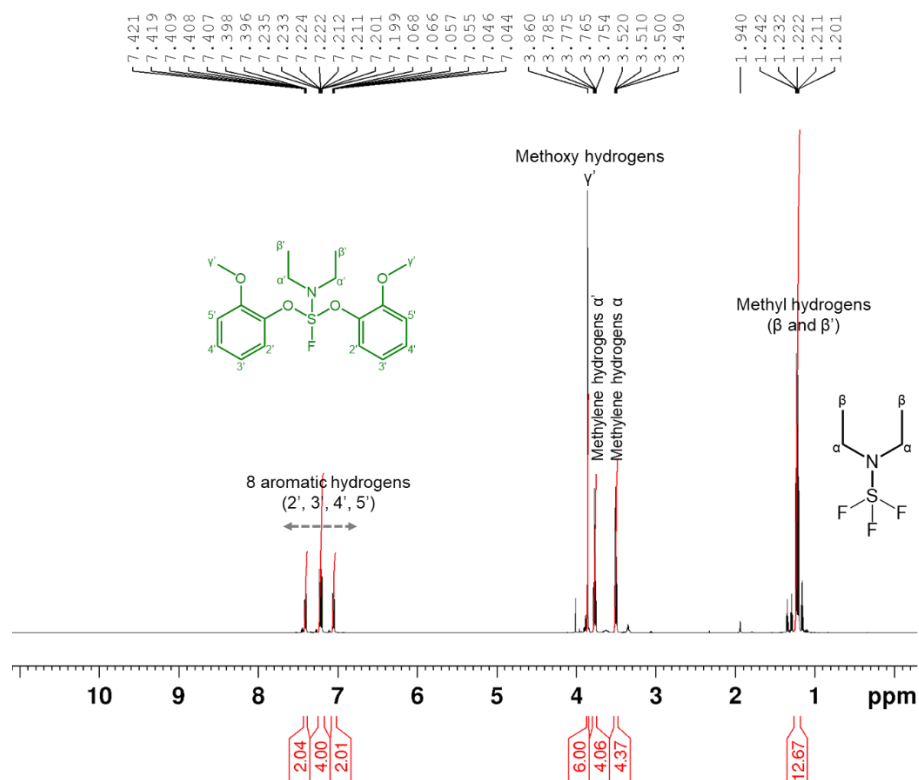 7.421
7.419
7.409
7.408
7.407
7.398
7.396
7.235
7.233
7.224
7.222
7.212
7.211
7.201
7.199
7.068
7.066
7.057
7.055
7.046
7.044
3.860
3.785
3.775
3.765
3.754
3.520
3.510
3.500
3.490
1.940
1.242
1.232
1.222
1.211
1.201
Methoxy hydrogens
γ'
β' β'
γ' α' α' γ'
O N O
5' O S O 5'
4' 2' F 2' 4'
3' 3'
Methylene hydrogens α'
Methylene hydrogens α
Methyl hydrogens
(β and β')
β β
α α
N
S
F F
F
8 aromatic hydrogens
(2', 3', 4', 5')
10 9 8 7 6 5 4 3 2 1 ppm
2.04
4.00
2.01
6.00
4.06
4.37
12.67